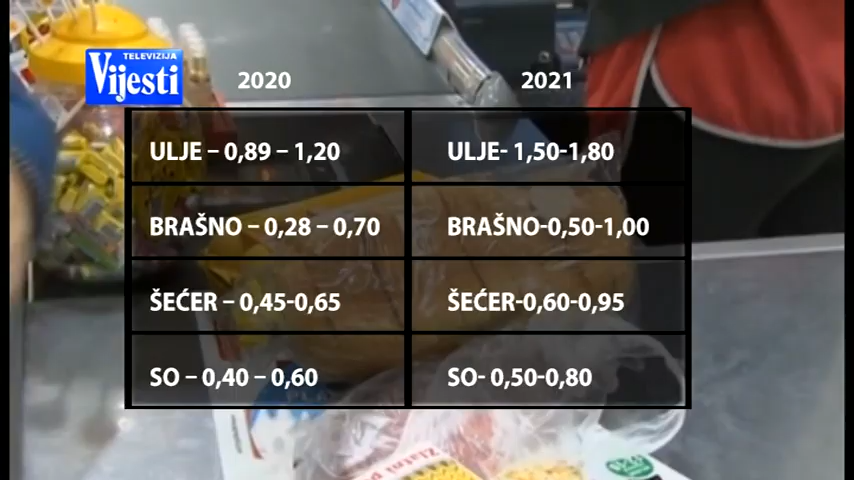 TELEVIZIJA
Vijesti
2020 2021
ULJE – 0,89 – 1,20 ULJE- 1,50-1,80
BRAŠNO – 0,28 – 0,70 BRAŠNO-0,50-1,00
ŠEĆER – 0,45-0,65 ŠEĆER-0,60-0,95
SO – 0,40 – 0,60 SO- 0,50-0,80
Zlatni